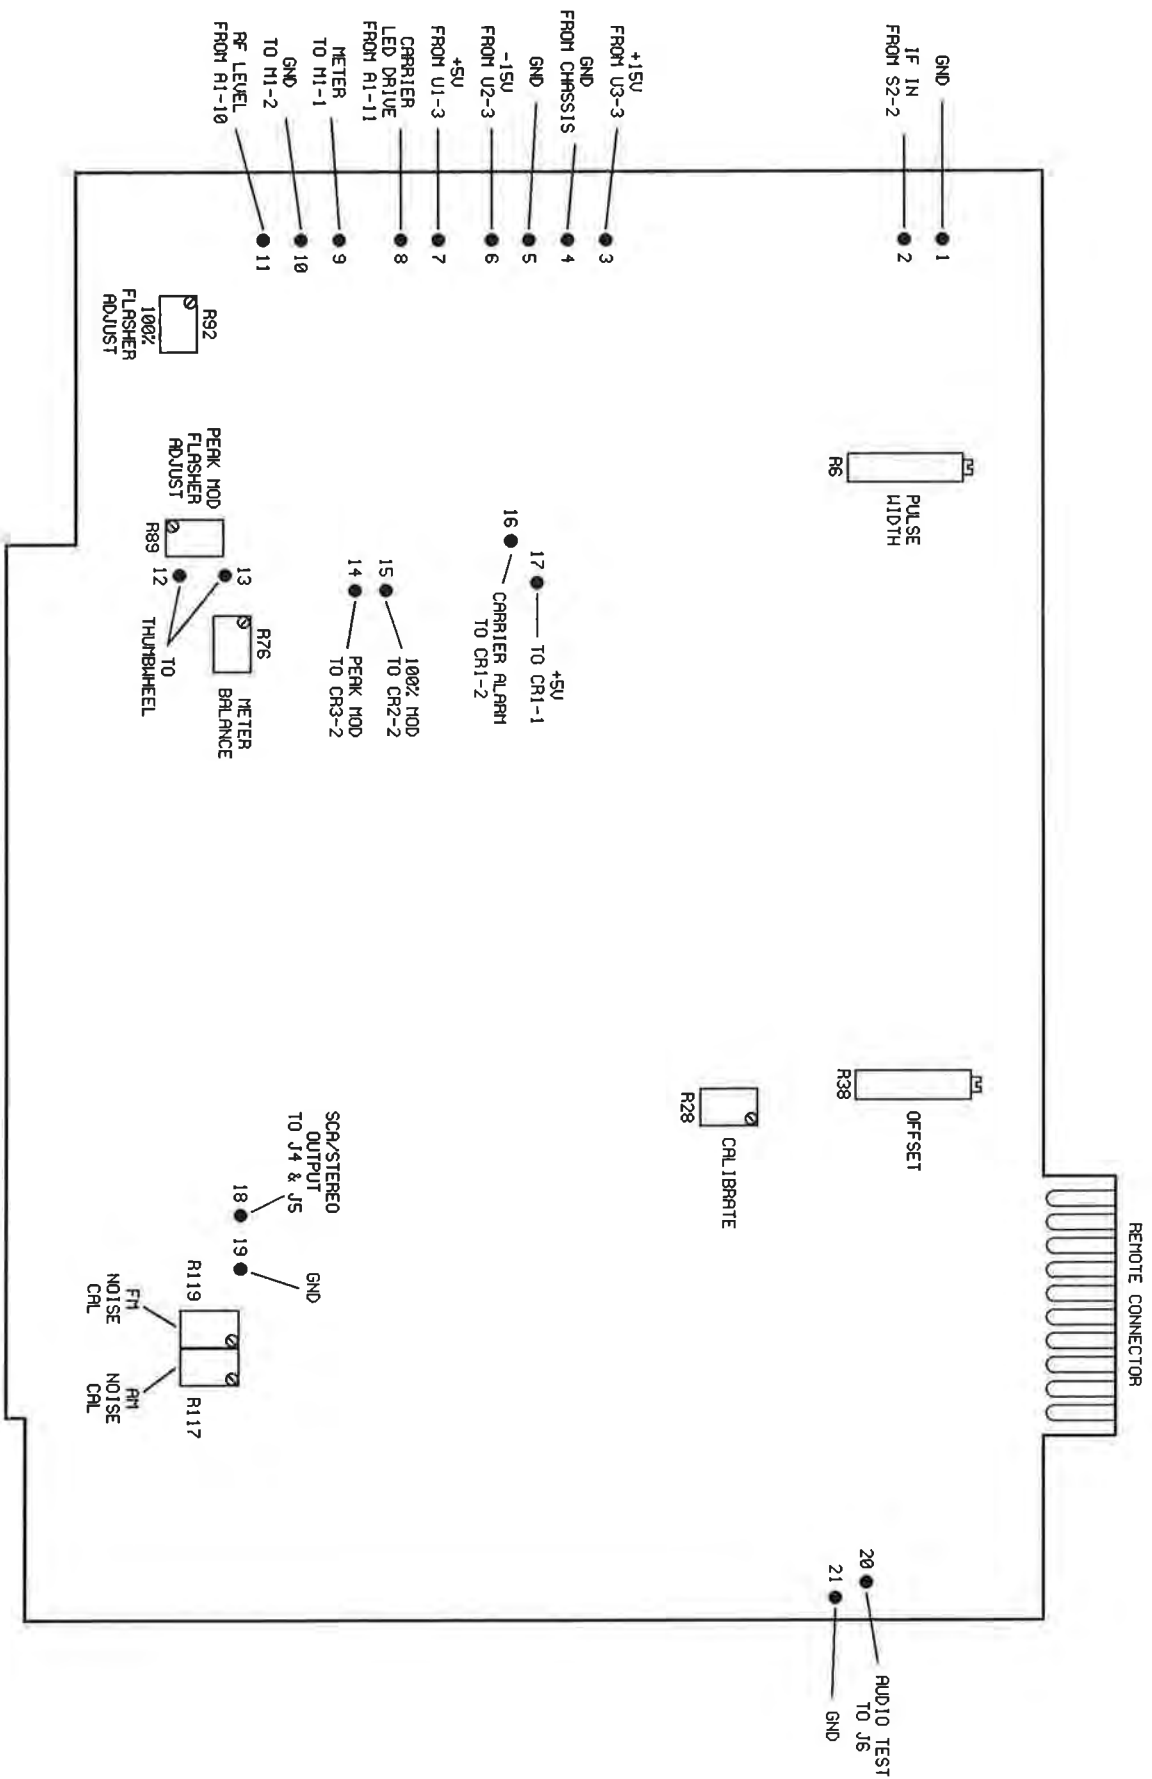 GND
1
IF IN
FROM S2-2
2
+15V
FROM U3-3
3
GND
FROM CHASSIS
4
GND
5
-15V
FROM U2-3
6
+5V
FROM U1-3
7
CARRIER
LED DRIVE
FROM A1-11
8
METER
TO M1-1
9
GND
TO M1-2
10
RF LEVEL
FROM A1-10
11
R92
100%
FLASHER
ADJUST
R6
PULSE
WIDTH
PEAK MOD
FLASHER
ADJUST
R89
12
13
TO
THUMBWHEEL
R76
METER
BALANCE
17
+5V
TO CR1-1
16
CARRIER ALARM
TO CR1-2
15
100% MOD
TO CR2-2
14
PEAK MOD
TO CR3-2
R38
OFFSET
R28
CALIBRATE
SCA/STEREO
OUTPUT
TO J4 & J5
18
19
GND
R119
FM
NOISE
CAL
R117
AM
NOISE
CAL
REMOTE CONNECTOR
20
AUDIO TEST
TO J6
21
GND